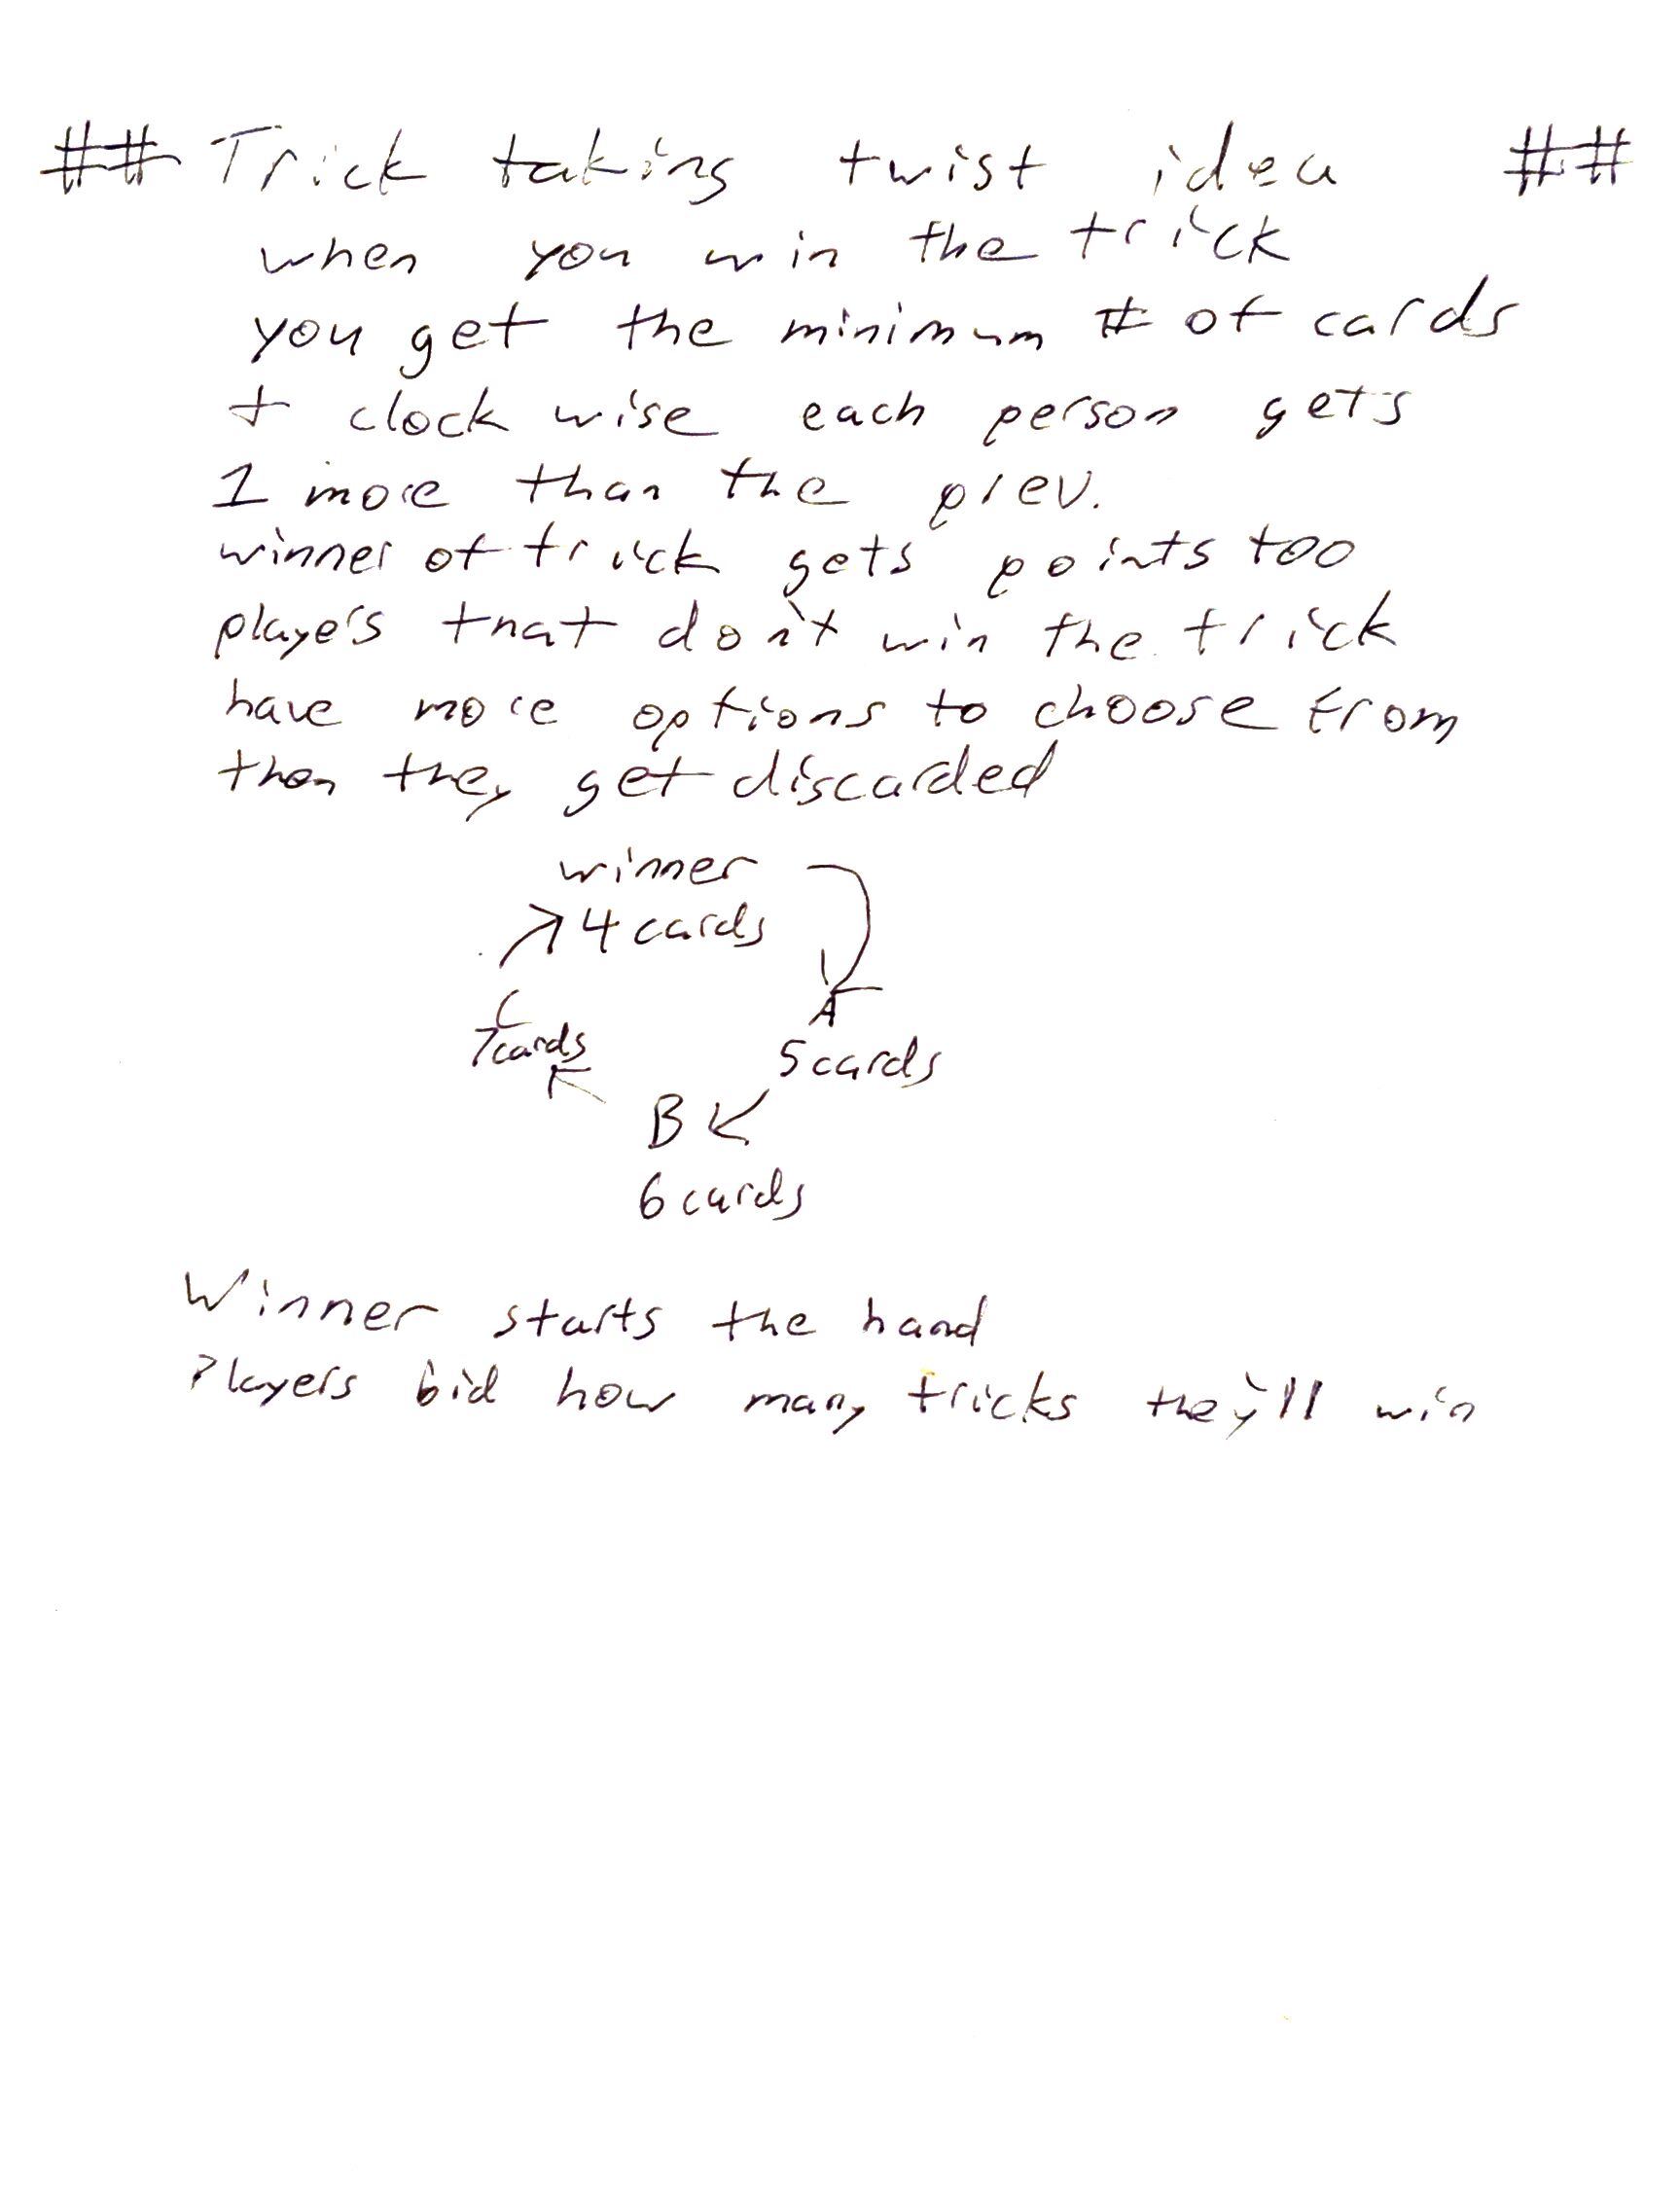 ## Trick taking twist idea ##
when you win the trick
you get the minimum # of cards
+ clock wise each person gets
1 more than the prev.
winner of trick gets points too
players that don't win the trick
have more options to choose from
then they get discarded
winner
4 cards
A
5 cards
B
6 cards
C
7 cards
Winner starts the hand
Players bid how many tricks they'll win